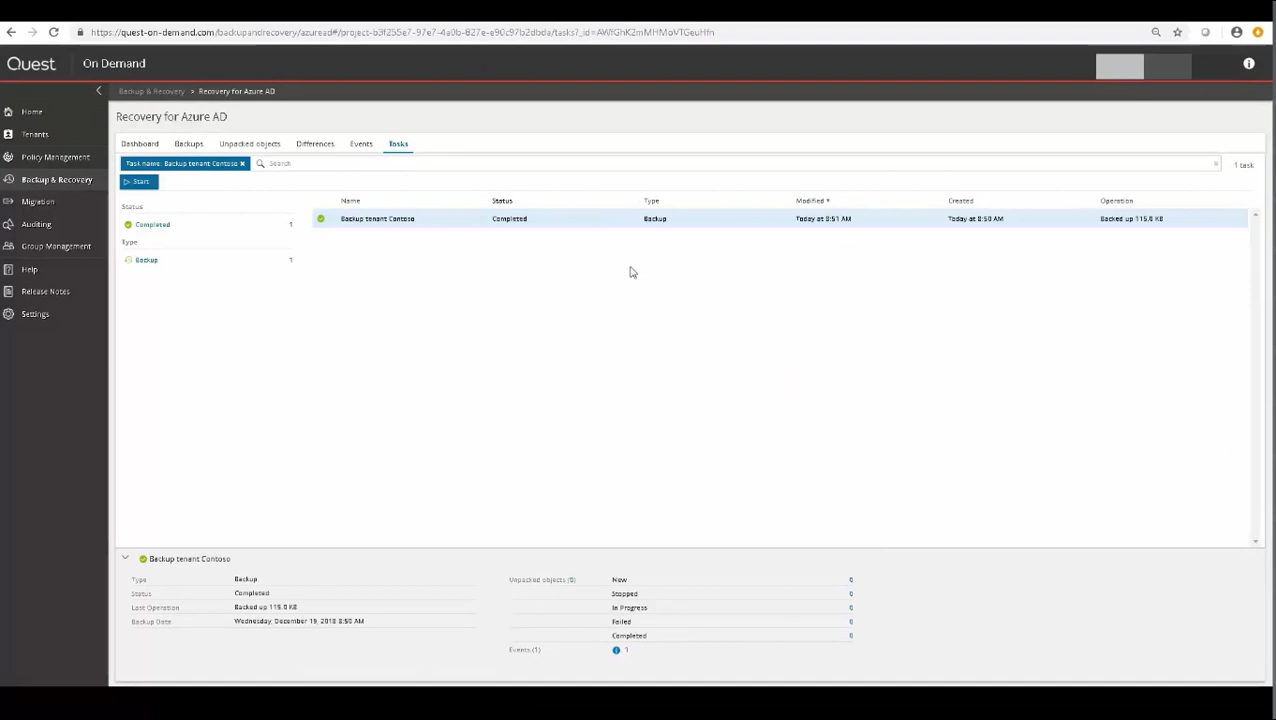 https://quest-on-demand.com/backupandrecovery/azuread#/project-b3f255e7-97e7-4a0b-827e-e90c97b2dbda/tasks?_id=AWfGhK2mMHMoVTGeuHfn
Quest On Demand
Backup & Recovery > Recovery for Azure AD
Home
Tenants
Policy Management
Backup & Recovery
Migration
Auditing
Group Management
Help
Release Notes
Settings
Recovery for Azure AD
Dashboard Backups Unpacked objects Differences Events Tasks
Task name: Backup tenant Contoso × Search × 1 task
Start
Status
Completed 1
Type
Backup 1
Name Status Type Modified Created Operation
Backup tenant Contoso Completed Backup Today at 8:51 AM Today at 8:50 AM Backed up 115.0 KB
Backup tenant Contoso
Type Backup
Status Completed
Last Operation Backed up 115.0 KB
Backup Date Wednesday, December 19, 2018 8:50 AM
Unpacked objects (0) New 0
Stopped 0
In Progress 0
Failed 0
Completed 0
Events (1) 1